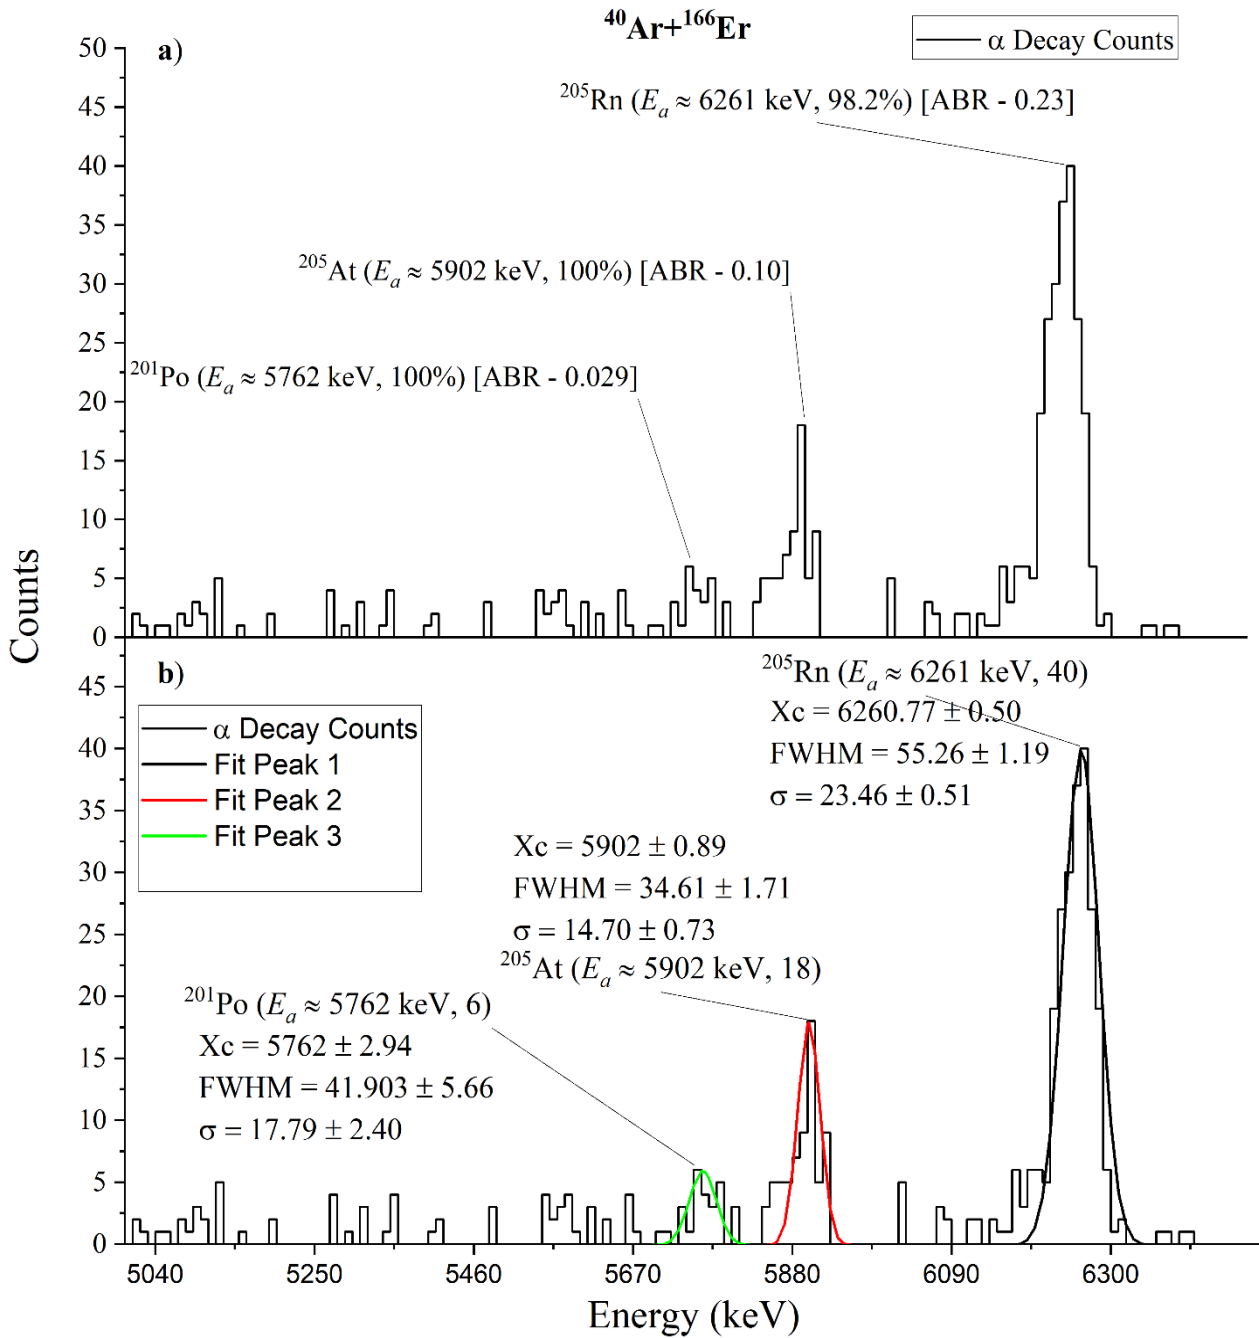 ⁴⁰Ar+¹⁶⁶Er
a)
α Decay Counts
²⁰⁵Rn (Eₐ ≈ 6261 keV, 98.2%) [ABR - 0.23]
²⁰⁵At (Eₐ ≈ 5902 keV, 100%) [ABR - 0.10]
²⁰¹Po (Eₐ ≈ 5762 keV, 100%) [ABR - 0.029]
50
45
40
35
30
25
20
15
10
5
0
Counts
b)
α Decay Counts
Fit Peak 1
Fit Peak 2
Fit Peak 3
²⁰⁵Rn (Eₐ ≈ 6261 keV, 40)
Xc = 6260.77 ± 0.50
FWHM = 55.26 ± 1.19
σ = 23.46 ± 0.51
Xc = 5902 ± 0.89
FWHM = 34.61 ± 1.71
σ = 14.70 ± 0.73
²⁰⁵At (Eₐ ≈ 5902 keV, 18)
²⁰¹Po (Eₐ ≈ 5762 keV, 6)
Xc = 5762 ± 2.94
FWHM = 41.903 ± 5.66
σ = 17.79 ± 2.40
45
40
35
30
25
20
15
10
5
0
5040 5250 5460 5670 5880 6090 6300
Energy (keV)